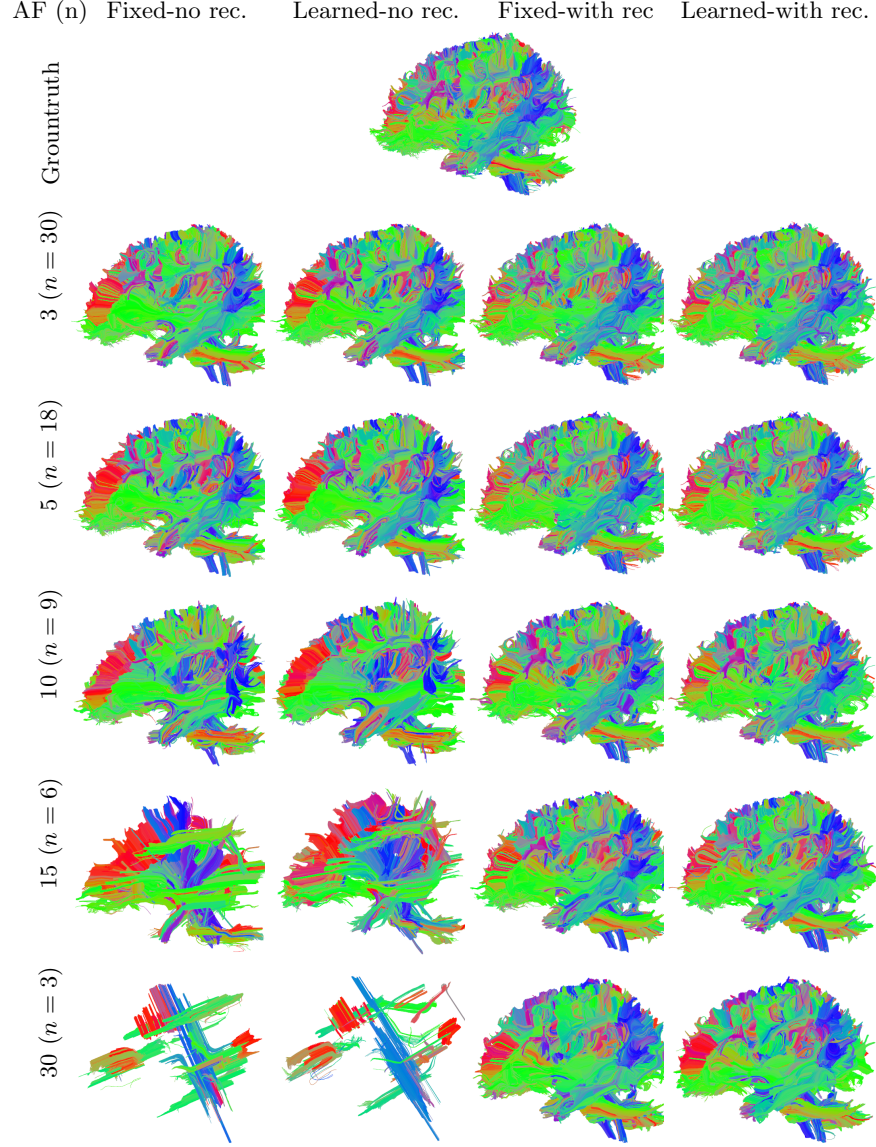 AF (n) Fixed-no rec. Learned-no rec. Fixed-with rec Learned-with rec.
Grountruth
3 (n = 30)
5 (n = 18)
10 (n = 9)
15 (n = 6)
30 (n = 3)